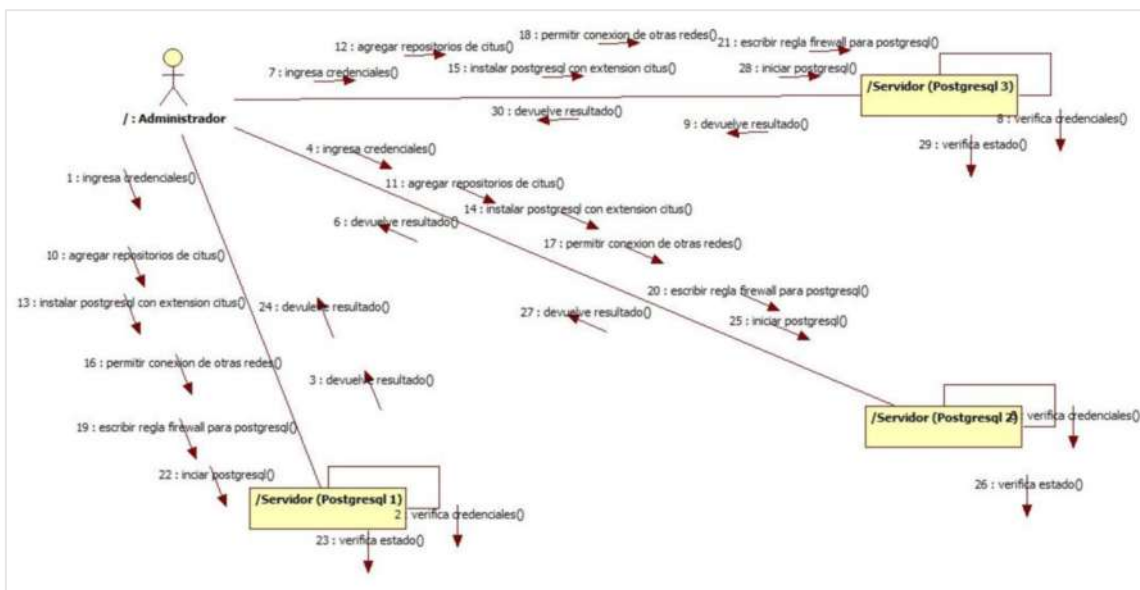 18 : permitir conexion de otras redes()
21 : escribir regla firewall para postgresql()
12 : agregar repositorios de citus()
7 : ingresa credenciales()
15 : instalar postgresql con extension citus()
28 : iniciar postgresql()
/Servidor (Postgresql 3)
30 : devuelve resultado()
9 : devuelve resultado()
8 : verifica credenciales()
29 : verifica estado()
/ : Administrador
4 : ingresa credenciales()
1 : ingresa credenciales()
11 : agregar repositorios de citus()
14 : instalar postgresql con extension citus()
6 : devuelve resultado()
17 : permitir conexion de otras redes()
10 : agregar repositorios de citus()
20 : escribir regla firewall para postgresql()
13 : instalar postgresql con extension citus()
24 : devuleve resultado()
27 : devuelve resultado()
25 : iniciar postgresql()
16 : permitir conexion de otras redes()
3 : devuelve resultado()
/Servidor (Postgresql 2)
: verifica credenciales()
19 : escribir regla firewall para postgresql()
22 : inciar postgresql()
26 : verifica estado()
/Servidor (Postgresql 1)
2 : verifica credenciales()
23 : verifica estado()